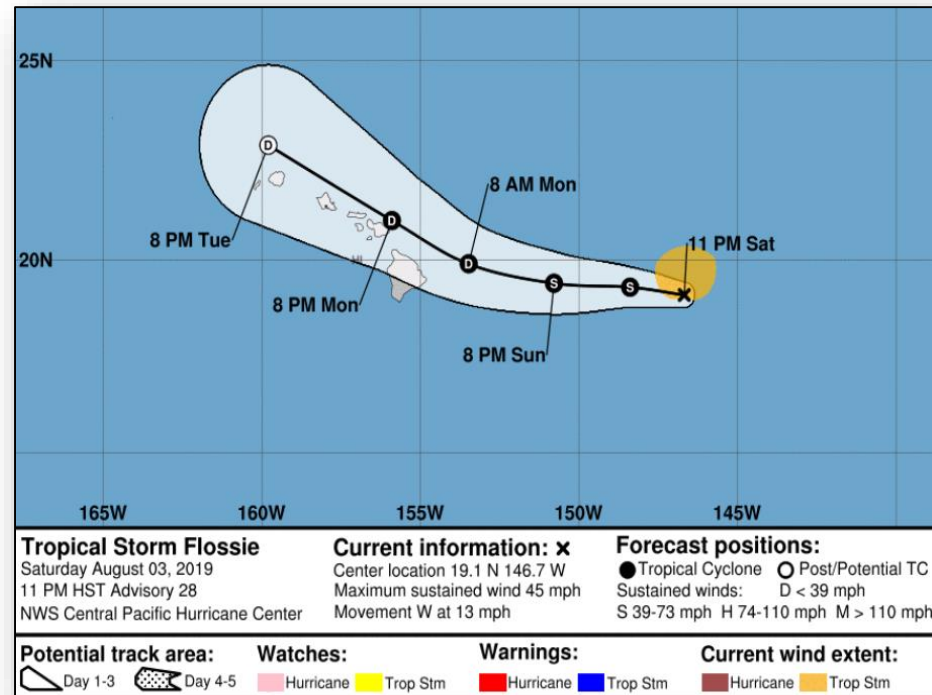 25N
8 AM Mon
11 PM Sat
8 PM Tue
20N
HI
8 PM Mon
8 PM Sun
D
D
D
S
S
165W 160W 155W 150W 145W
Tropical Storm Flossie
Saturday August 03, 2019
11 PM HST Advisory 28
NWS Central Pacific Hurricane Center
Current information: x
Center location 19.1 N 146.7 W
Maximum sustained wind 45 mph
Movement W at 13 mph
Forecast positions:
Tropical Cyclone Post/Potential TC
Sustained winds: D < 39 mph
S 39-73 mph H 74-110 mph M > 110 mph
Potential track area:
Day 1-3 Day 4-5
Watches:
Hurricane Trop Stm
Warnings:
Hurricane Trop Stm
Current wind extent:
Hurricane Trop Stm